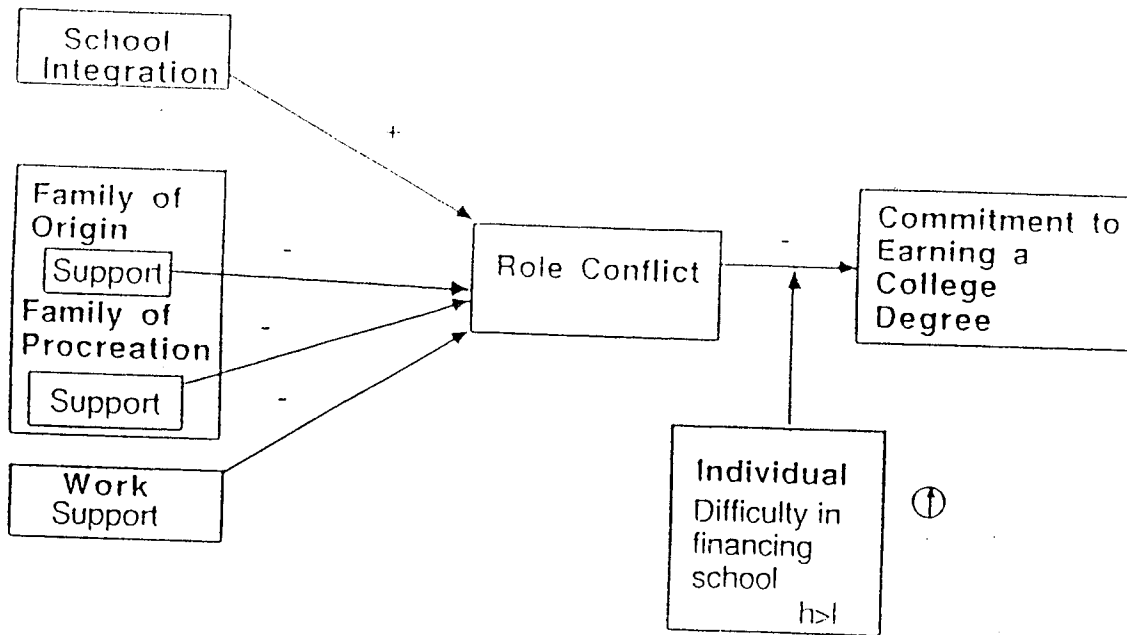 School
Integration
+
Family of
Origin
Support
Family of
Procreation
Support
-
-
-
Work
Support
Role Conflict
-
Commitment to
Earning a
College
Degree
Individual
Difficulty in
financing
school
h>l